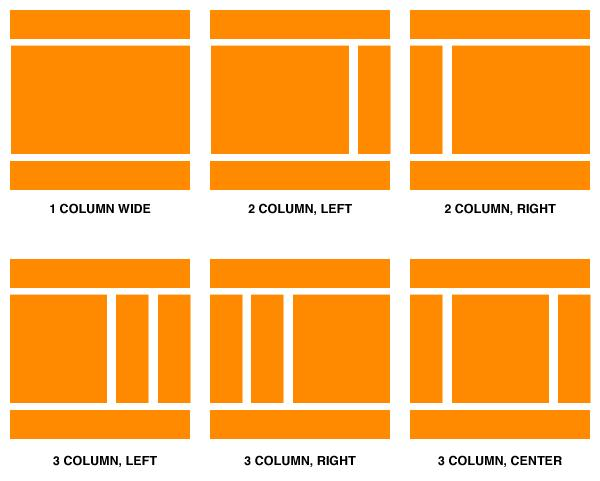 1 COLUMN WIDE
2 COLUMN, LEFT
2 COLUMN, RIGHT
3 COLUMN, LEFT
3 COLUMN, RIGHT
3 COLUMN, CENTER